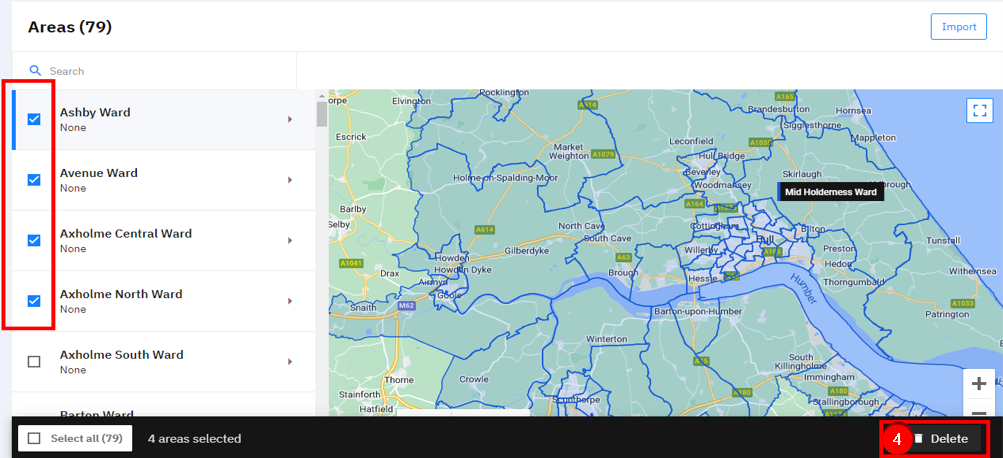 Areas (79)
Import
Search
Ashby Ward
None
Avenue Ward
None
Axholme Central Ward
None
Axholme North Ward
None
Axholme South Ward
None
Barton Ward
Pocklington
Elvington
A614
A165
Brandesburton
Hornsea
Sigglesthorne
Escrick
Leconfield
A1035
Mappleton
Market
Weighton
A1079
Hull Bridge
Beverley
Skirlaugh
Holme-on-Spalding-Moor
Woodmansey
Mid Holderness Ward
Barlby
Selby
A164
North Cave
Cottingham
Bilton
A614
South Cave
Hull
Tunstall
Gilberdyke
Willerby
Preston
A1041
Howden
A63
Hedon
Drax
Howden Dyke
Brough
Hessle
Withernsea
Airmyn
Goole
Thorngumbald
Humber
Snaith
M62
A1033
Barton-upon-Humber
Patrington
Winterton
A15
South
Killingholme
Thorne
Crowle
Immingham
Stainforth
A180
A180
Hatfield
Scunthorpe
Stallingborough
Select all (79)
4 areas selected
4
Delete